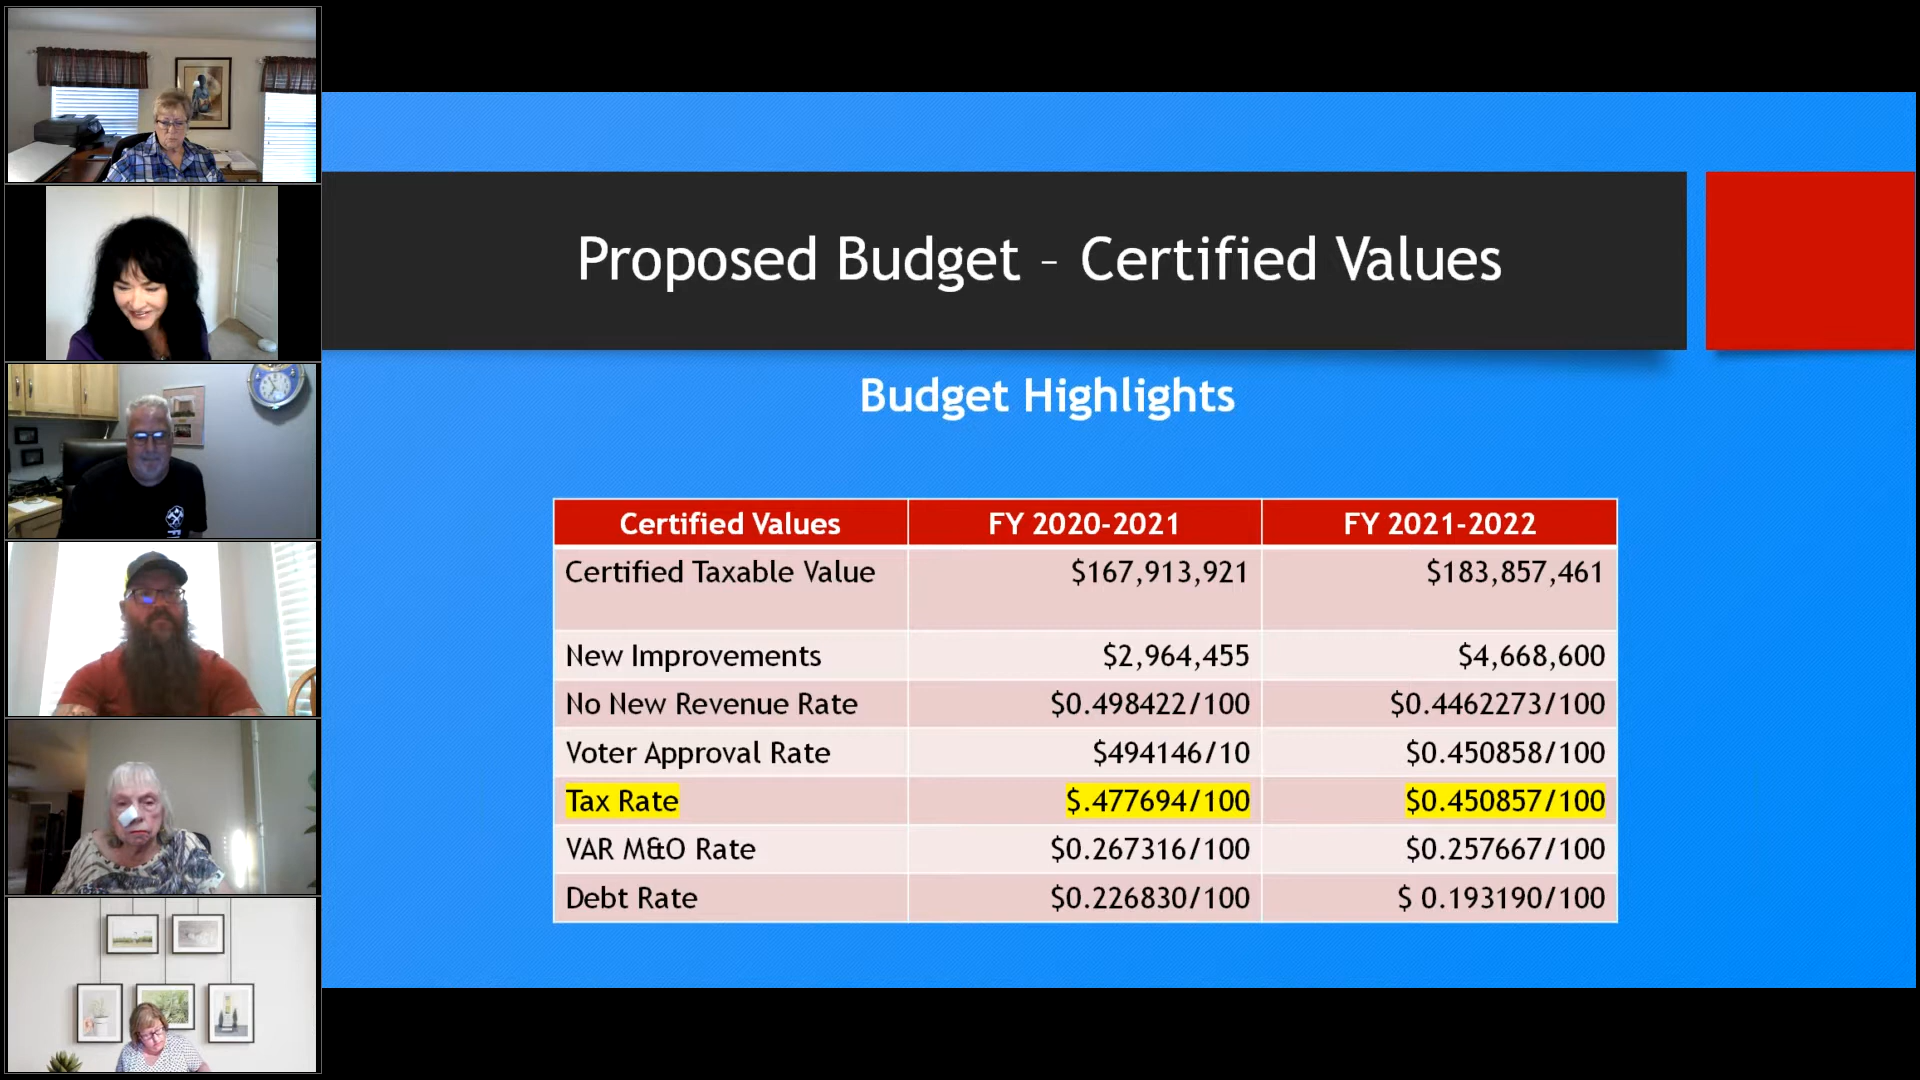 Proposed Budget – Certified Values
Budget Highlights
Certified Values FY 2020-2021 FY 2021-2022
Certified Taxable Value $167,913,921 $183,857,461
New Improvements $2,964,455 $4,668,600
No New Revenue Rate $0.498422/100 $0.4462273/100
Voter Approval Rate $494146/10 $0.450858/100
Tax Rate $.477694/100 $0.450857/100
VAR M&O Rate $0.267316/100 $0.257667/100
Debt Rate $0.226830/100 $ 0.193190/100